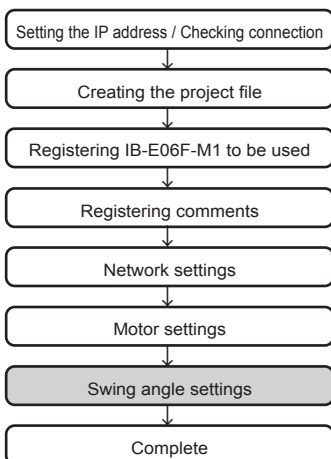 Setting the IP address / Checking connection
Creating the project file
Registering IB-E06F-M1 to be used
Registering comments
Network settings
Motor settings
Swing angle settings
Complete